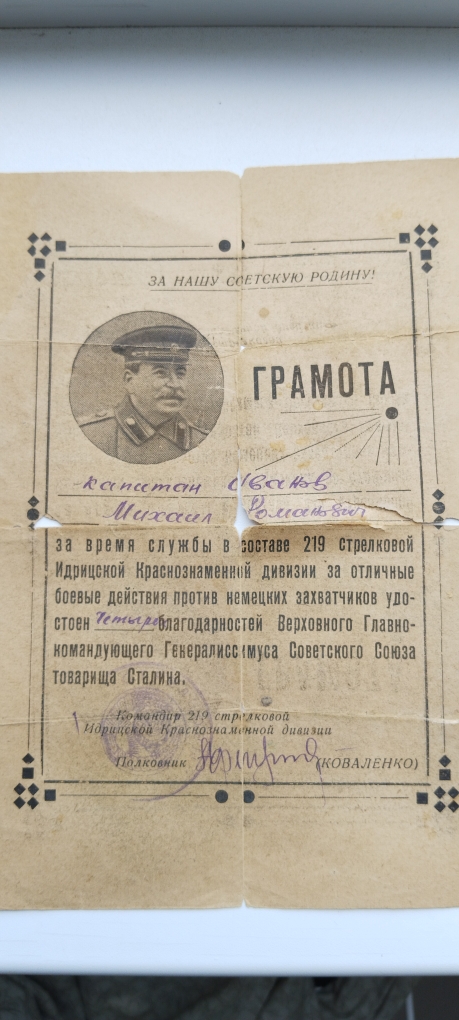 ЗА НАШУ СОВЕТСКУЮ РОДИНУ!
ГРАМОТА
капитан Иванов
Михаил Романович
за время службы в составе 219 стрелковой
Идрицской Краснознаменной дивизии за отличные
боевые действия против немецких захватчиков удо-
стоен Четырех благодарностей Верховного Главно-
командующего Генералиссимуса Советского Союза
товарища Сталина.
Командир 219 стрелковой
Идрицкой Краснознаменной дивизии
Полковник (КОВАЛЕНКО)